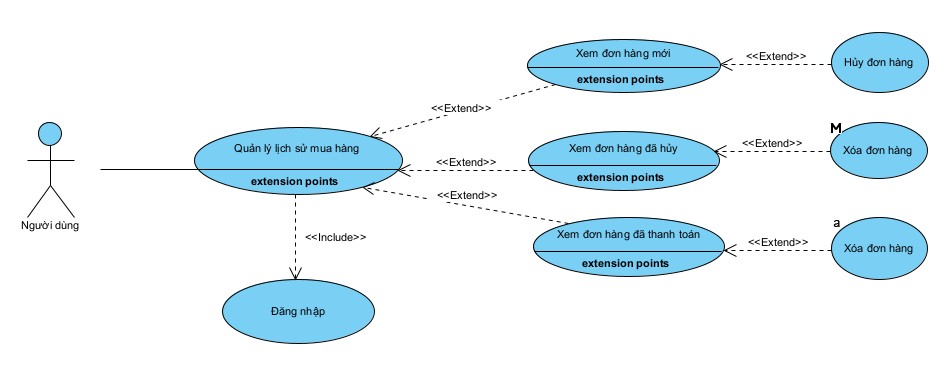 Xem đơn hàng mới
extension points
<<Extend>>
Hủy đơn hàng
<<Extend>>
Quản lý lịch sử mua hàng
extension points
<<Extend>>
Xem đơn hàng đã hủy
extension points
<<Extend>>
M
Xóa đơn hàng
<<Extend>>
Xem đơn hàng đã thanh toán
extension points
<<Extend>>
a
Xóa đơn hàng
Người dùng
<<Include>>
Đăng nhập